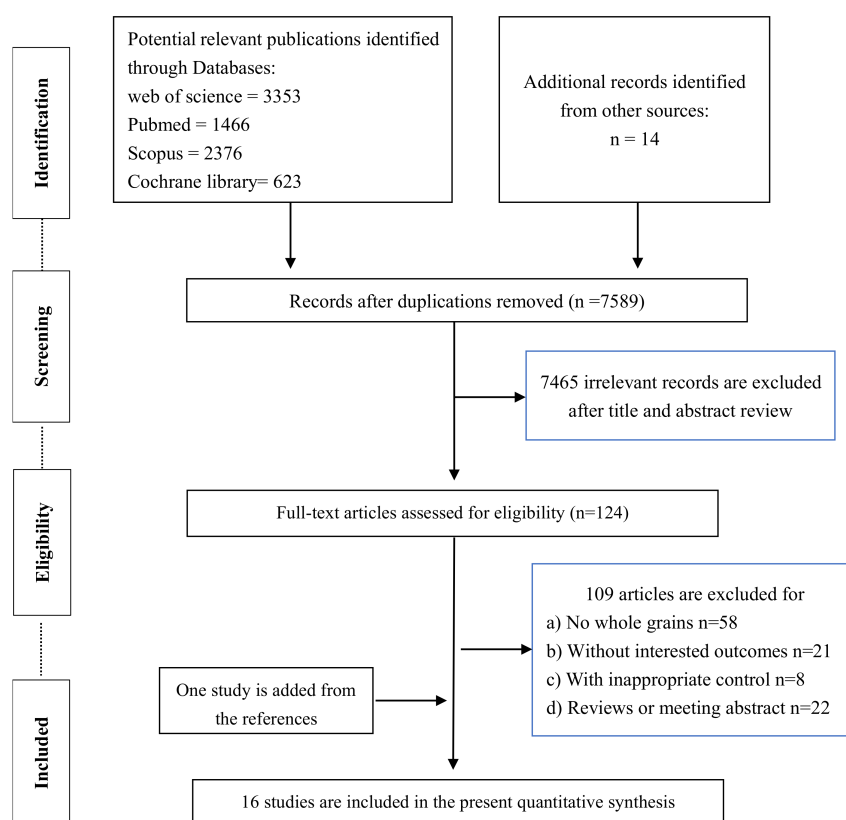 Identification
Potential relevant publications identified
through Databases:
web of science = 3353
Pubmed = 1466
Scopus = 2376
Cochrane library= 623
Additional records identified
from other sources:
n = 14
Screening
Records after duplications removed (n =7589)
7465 irrelevant records are excluded
after title and abstract review
Eligibility
Full-text articles assessed for eligibility (n=124)
109 articles are excluded for
a) No whole grains n=58
b) Without interested outcomes n=21
c) With inappropriate control n=8
d) Reviews or meeting abstract n=22
One study is added from
the references
Included
16 studies are included in the present quantitative synthesis